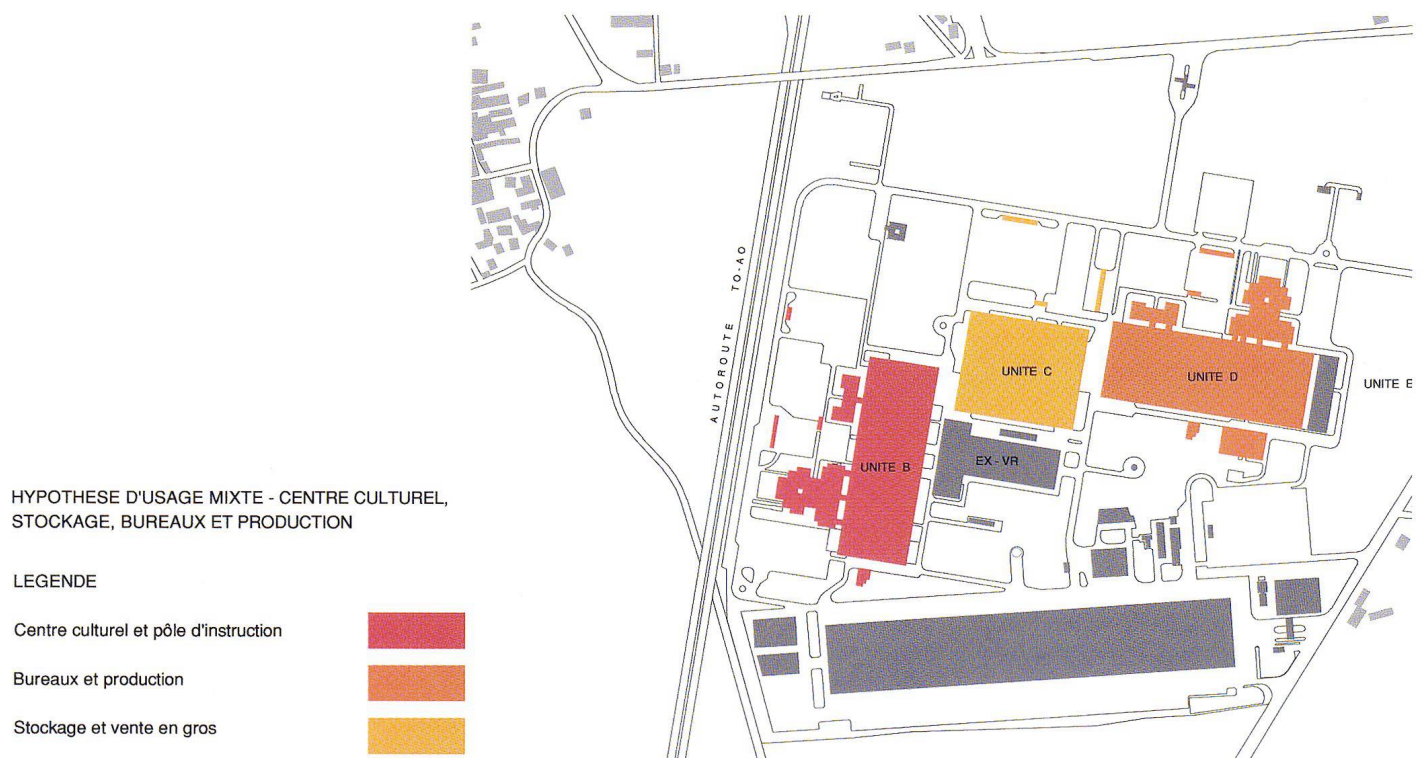 HYPOTHESE D'USAGE MIXTE - CENTRE CULTUREL,
STOCKAGE, BUREAUX ET PRODUCTION
LEGENDE
Centre culturel et pôle d'instruction
Bureaux et production
Stockage et vente en gros
AUTOROUTE TO-AO
UNITE B
UNITE C
EX - VR
UNITE D
UNITE E